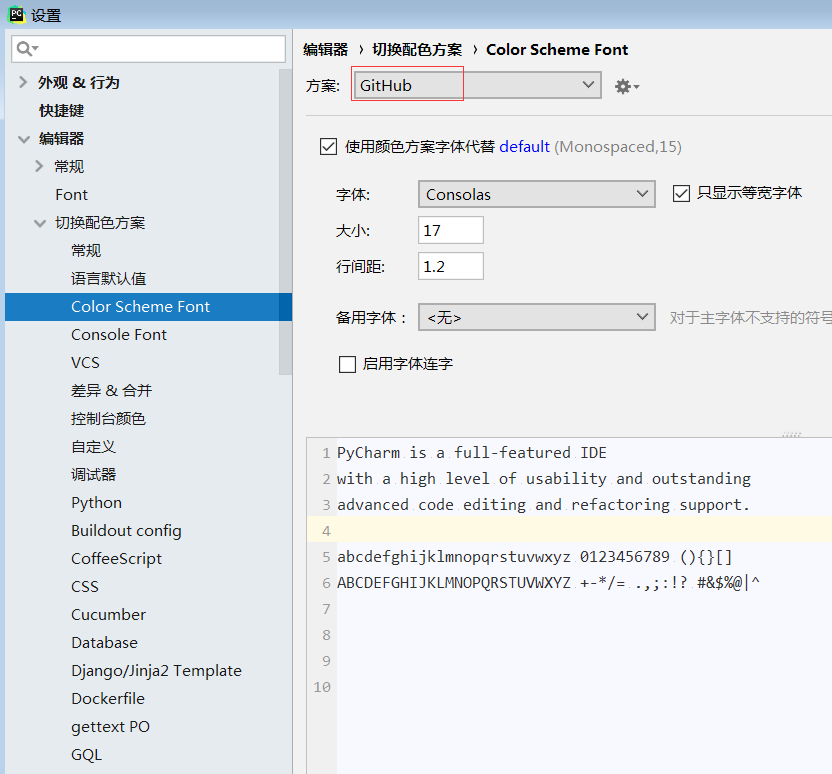 PC
设置
外观 & 行为
快捷键
编辑器
常规
Font
切换配色方案
常规
语言默认值
Color Scheme Font
Console Font
VCS
差异 & 合并
控制台颜色
自定义
调试器
Python
Buildout config
CoffeeScript
CSS
Cucumber
Database
Django/Jinja2 Template
Dockerfile
gettext PO
GQL
编辑器 › 切换配色方案 › Color Scheme Font
方案: GitHub
使用颜色方案字体代替 default (Monospaced,15)
字体: Consolas 只显示等宽字体
大小: 17
行间距: 1.2
备用字体： <无> 对于主字体不支持的符号
启用字体连字
1 PyCharm is a full-featured IDE
2 with a high level of usability and outstanding
3 advanced code editing and refactoring support.
4
5 abcdefghijklmnopqrstuvwxyz 0123456789 (){}[]
6 ABCDEFGHIJKLMNOPQRSTUVWXYZ +-*/= .,;:!? #&$%@|^
7
8
9
10